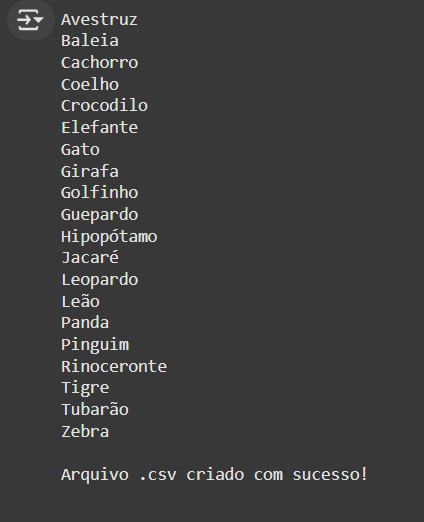 Avestruz
Baleia
Cachorro
Coelho
Crocodilo
Elefante
Gato
Girafa
Golfinho
Guepardo
Hipopótamo
Jacaré
Leopardo
Leão
Panda
Pinguim
Rinoceronte
Tigre
Tubarão
Zebra
Arquivo .csv criado com sucesso!